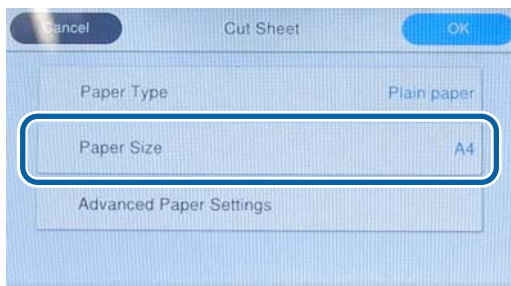 Cancel Cut Sheet OK
Paper Type Plain paper
Paper Size A4
Advanced Paper Settings